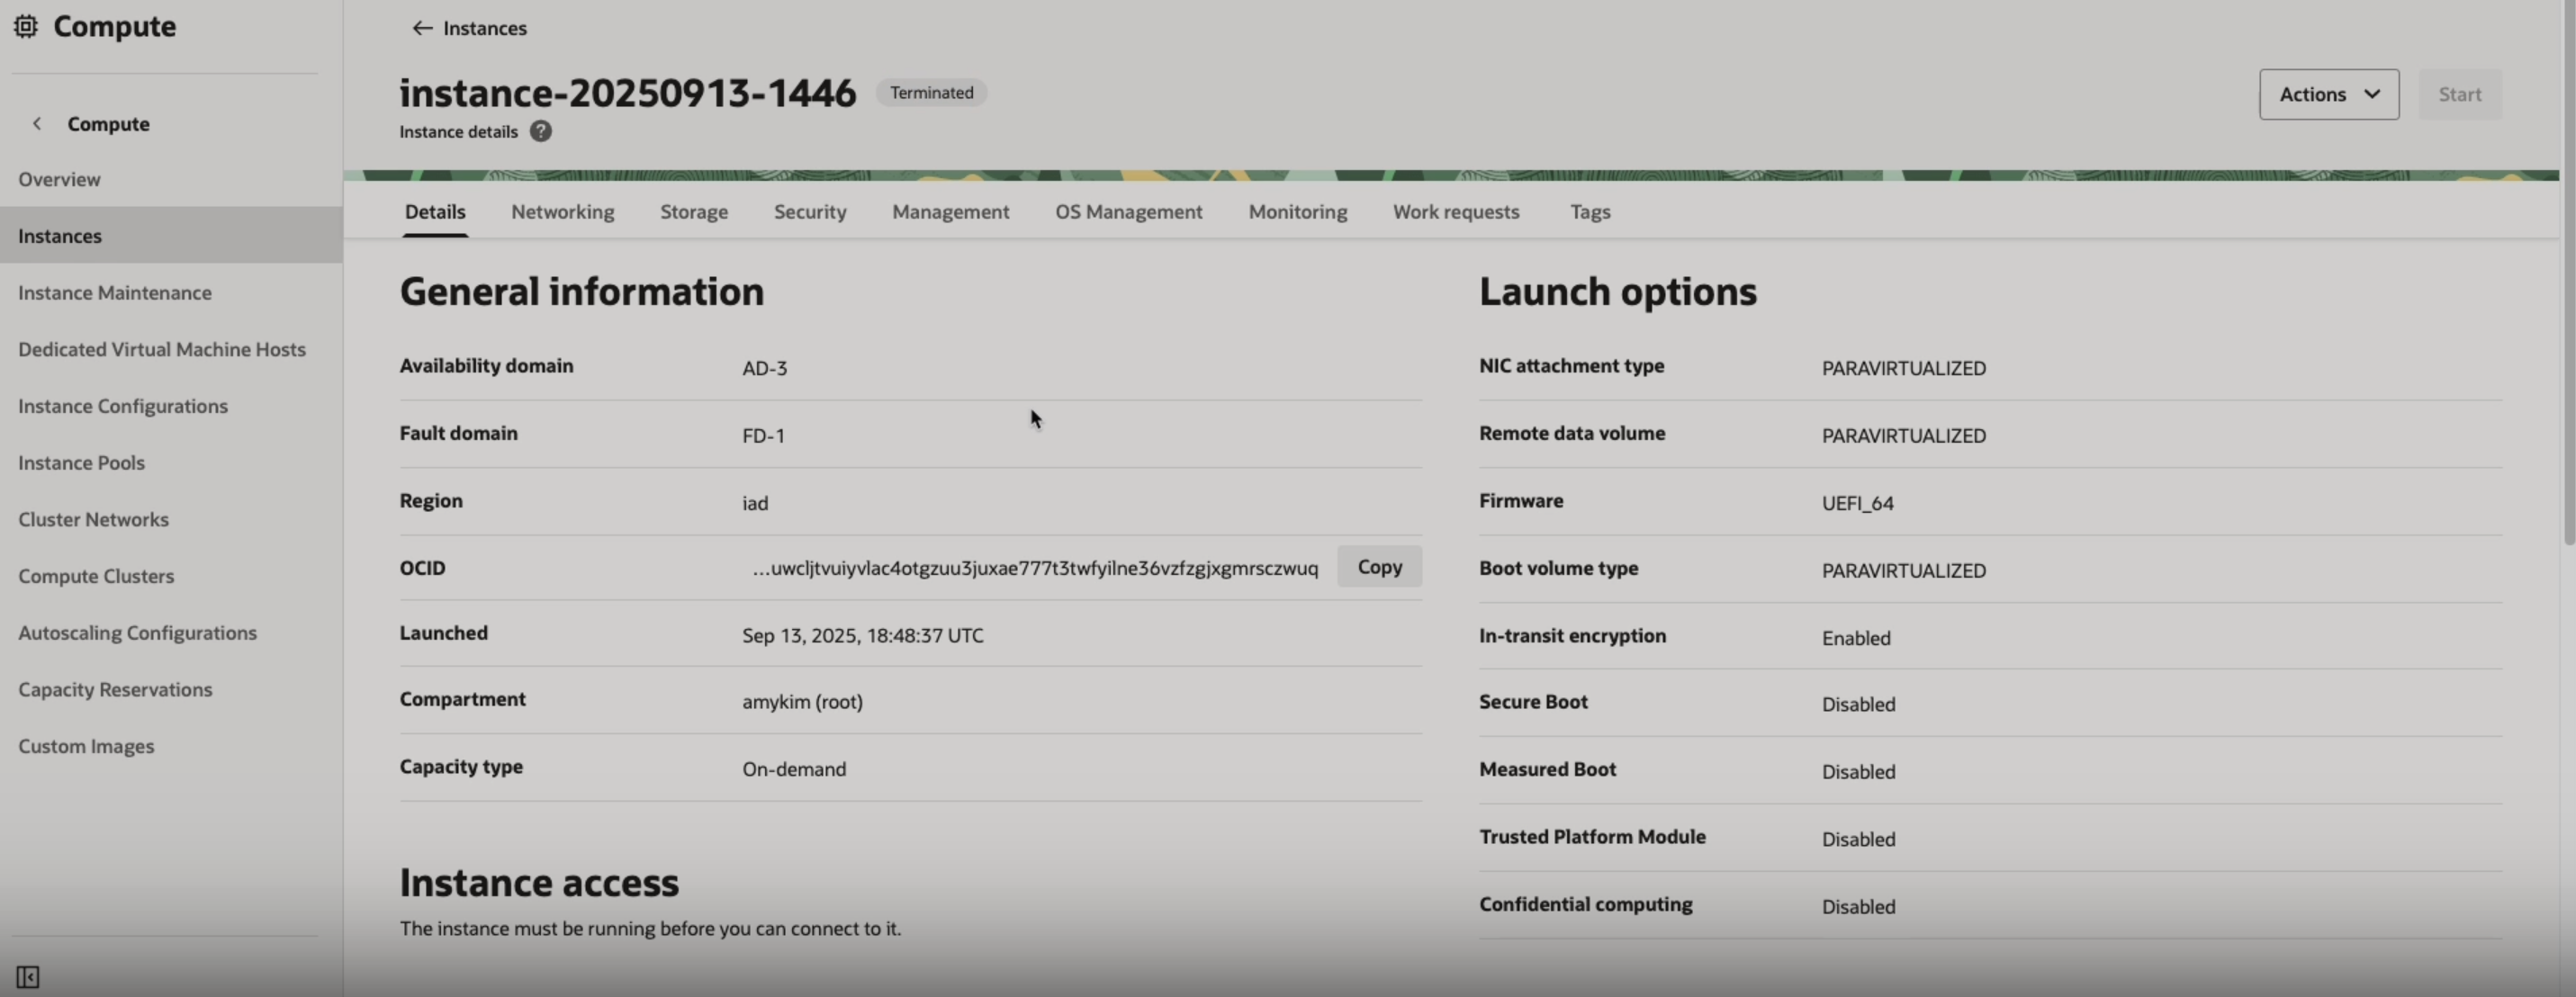 Compute
Compute
Overview
Instances
Instance Maintenance
Dedicated Virtual Machine Hosts
Instance Configurations
Instance Pools
Cluster Networks
Compute Clusters
Autoscaling Configurations
Capacity Reservations
Custom Images
← Instances
instance-20250913-1446 Terminated
Instance details ?
Actions Start
Details Networking Storage Security Management OS Management Monitoring Work requests Tags
General information
Availability domain AD-3
Fault domain FD-1
Region iad
OCID ...uwcljtvuiyvlac4otgzuu3juxae777t3twfyilne36vzfzgjxgmrsczwuq Copy
Launched Sep 13, 2025, 18:48:37 UTC
Compartment amykim (root)
Capacity type On-demand
Instance access
The instance must be running before you can connect to it.
Launch options
NIC attachment type PARAVIRTUALIZED
Remote data volume PARAVIRTUALIZED
Firmware UEFI_64
Boot volume type PARAVIRTUALIZED
In-transit encryption Enabled
Secure Boot Disabled
Measured Boot Disabled
Trusted Platform Module Disabled
Confidential computing Disabled